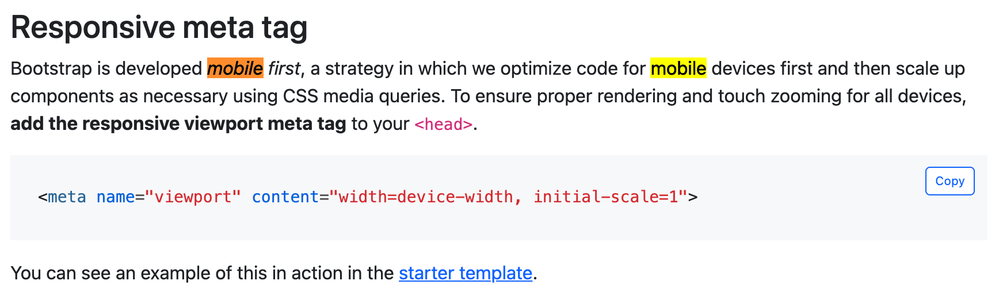 Responsive meta tag
Bootstrap is developed mobile first, a strategy in which we optimize code for mobile devices first and then scale up
components as necessary using CSS media queries. To ensure proper rendering and touch zooming for all devices,
add the responsive viewport meta tag to your <head>.
Copy
<meta name="viewport" content="width=device-width, initial-scale=1">
You can see an example of this in action in the starter template.